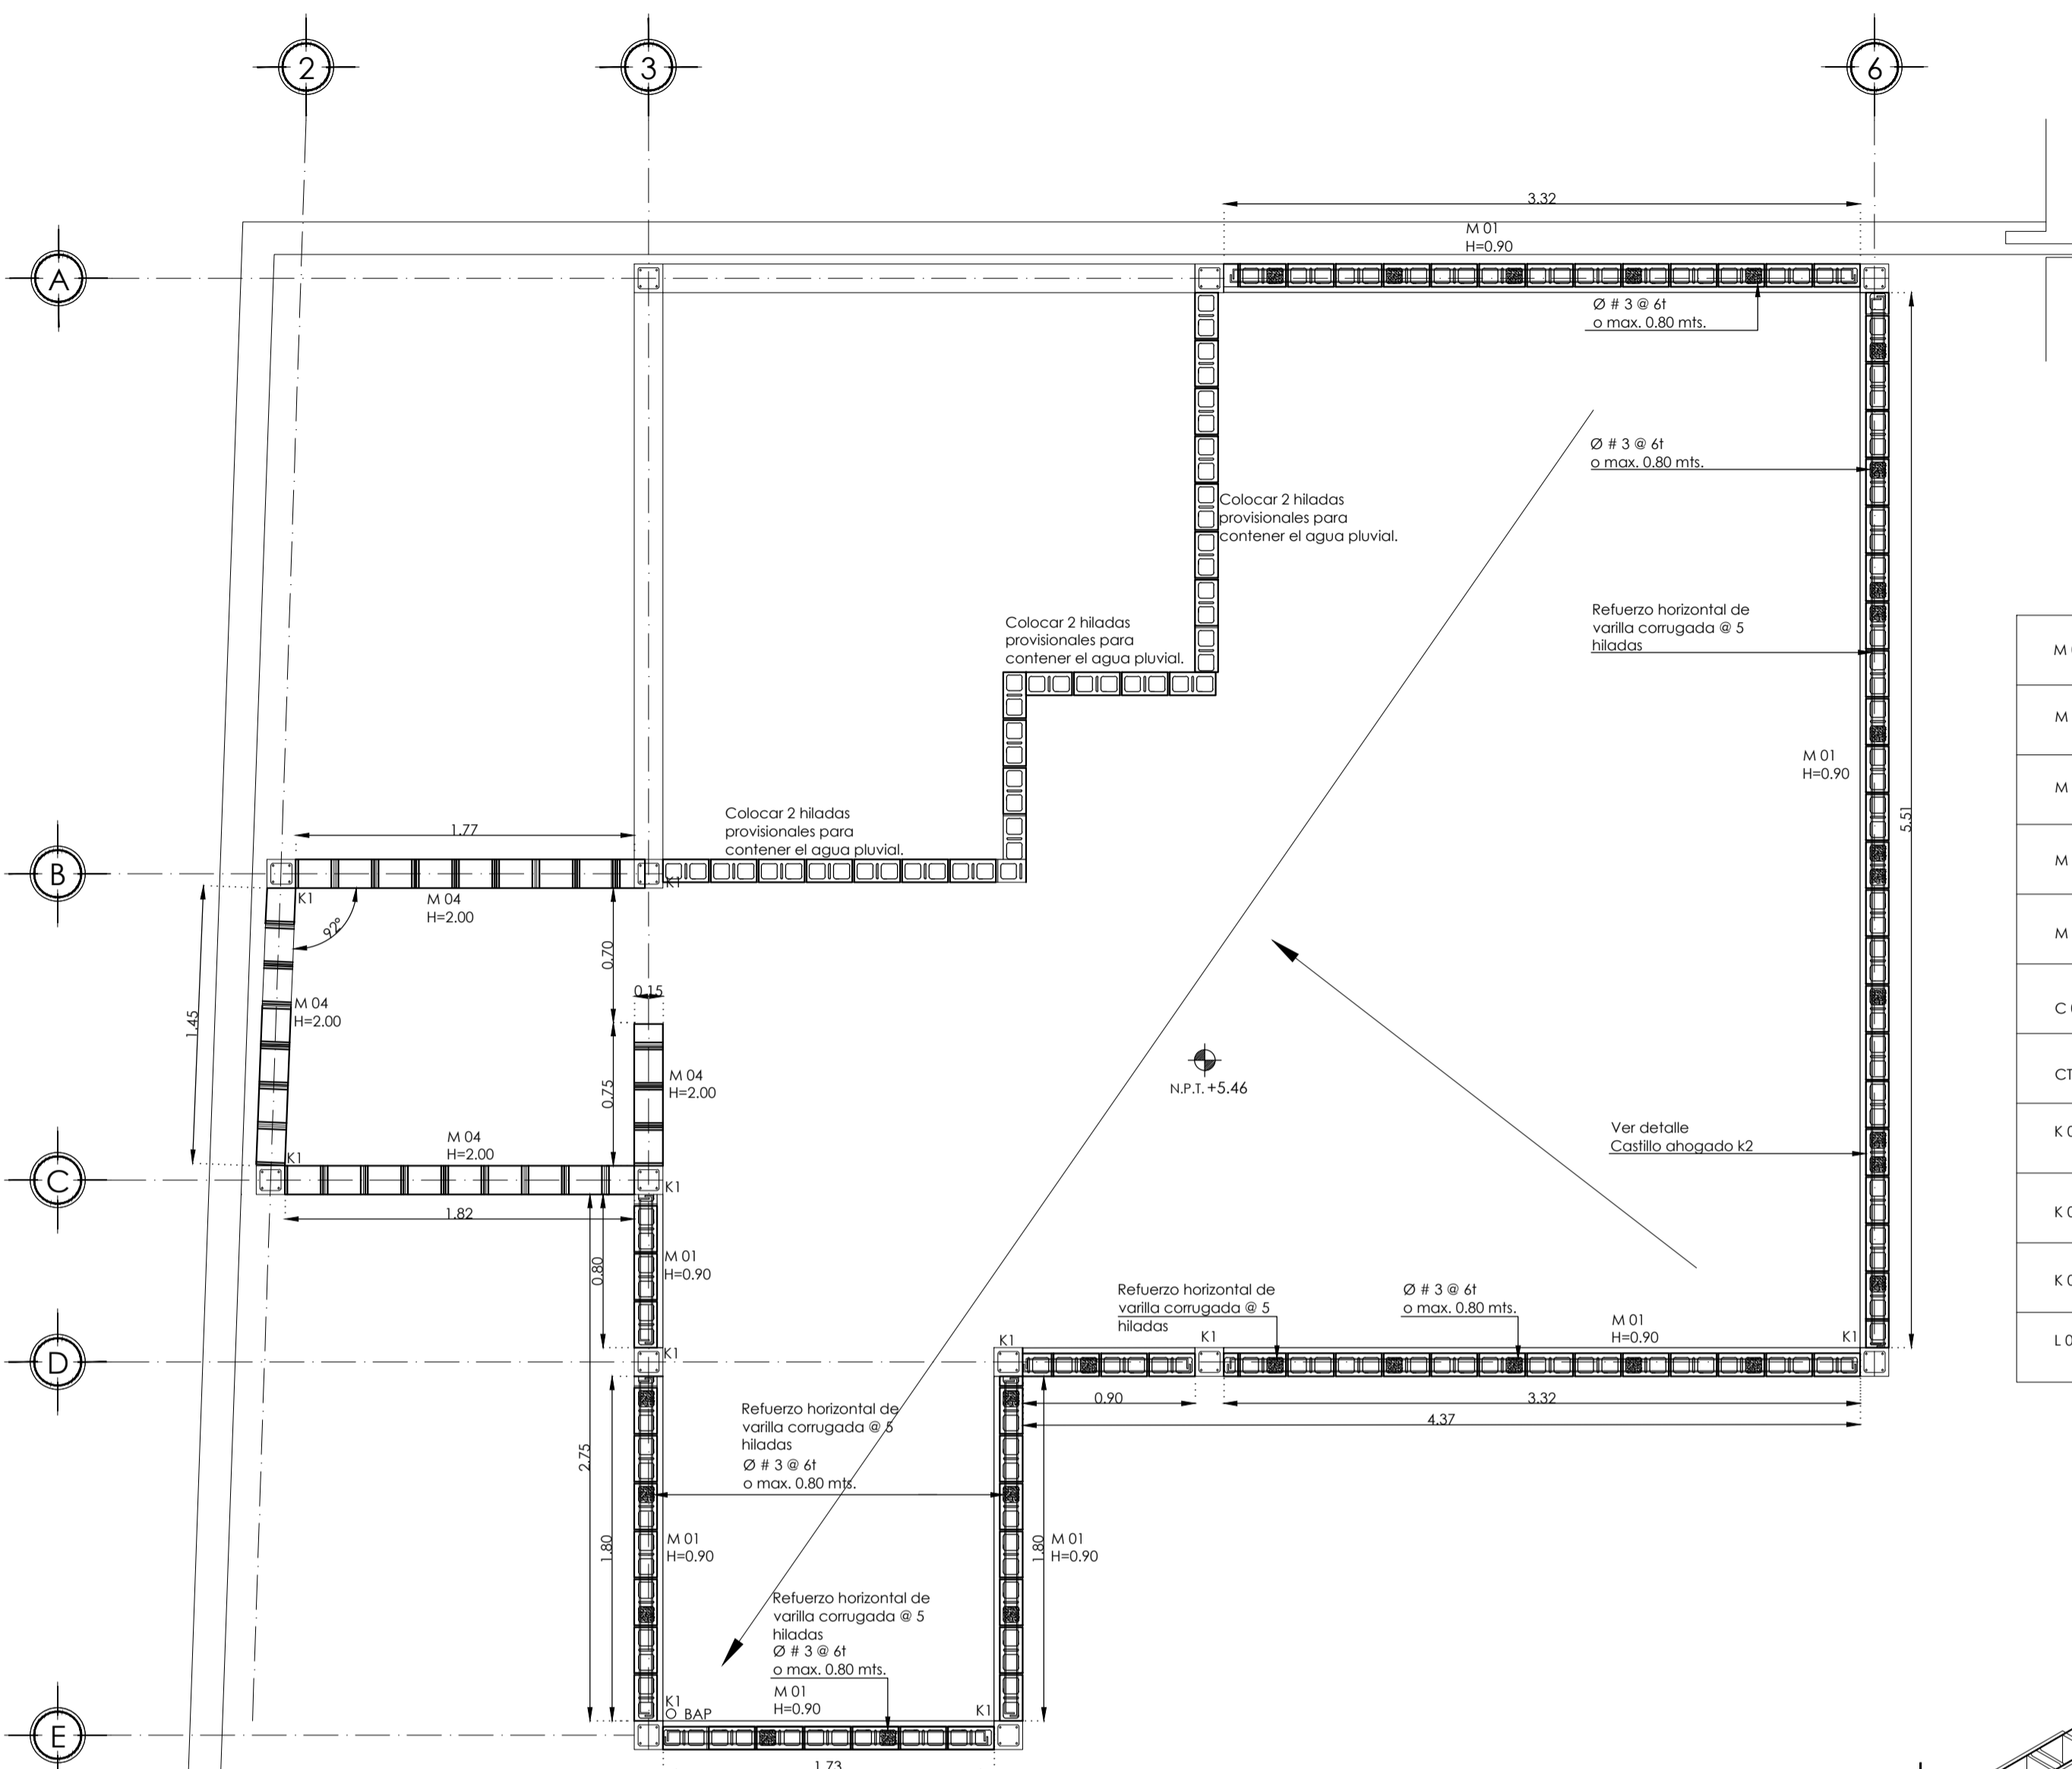 2
3
6
3.32
M 01
H=0.90
A
Ø # 3 @ 6t
o max. 0.80 mts.
Ø # 3 @ 6t
o max. 0.80 mts.
Colocar 2 hiladas
provisionales para
contener el agua pluvial.
Colocar 2 hiladas
provisionales para
contener el agua pluvial.
Refuerzo horizontal de
varilla corrugada @ 5
hiladas
M
M
M
M
M
C
CT
K
K
K
L
M 01
H=0.90
5.51
Colocar 2 hiladas
provisionales para
contener el agua pluvial.
1.77
B
K1
K1
M 04
H=2.00
92°
0.70
0.15
M 04
H=2.00
1.45
0.75
M 04
H=2.00
N.P.T. +5.46
M 04
H=2.00
Ver detalle
Castillo ahogado k2
C
K1
K1
1.82
0.80
M 01
H=0.90
Refuerzo horizontal de
varilla corrugada @ 5
hiladas
Ø # 3 @ 6t
o max. 0.80 mts.
M 01
H=0.90
K1
K1
K1
K1
D
0.90
3.32
4.37
Refuerzo horizontal de
varilla corrugada @ 5
hiladas
Ø # 3 @ 6t
o max. 0.80 mts.
2.75
1.80
M 01
H=0.90
1.80
M 01
H=0.90
Refuerzo horizontal de
varilla corrugada @ 5
hiladas
Ø # 3 @ 6t
o max. 0.80 mts.
M 01
H=0.90
K1
BAP
K1
E
1.73